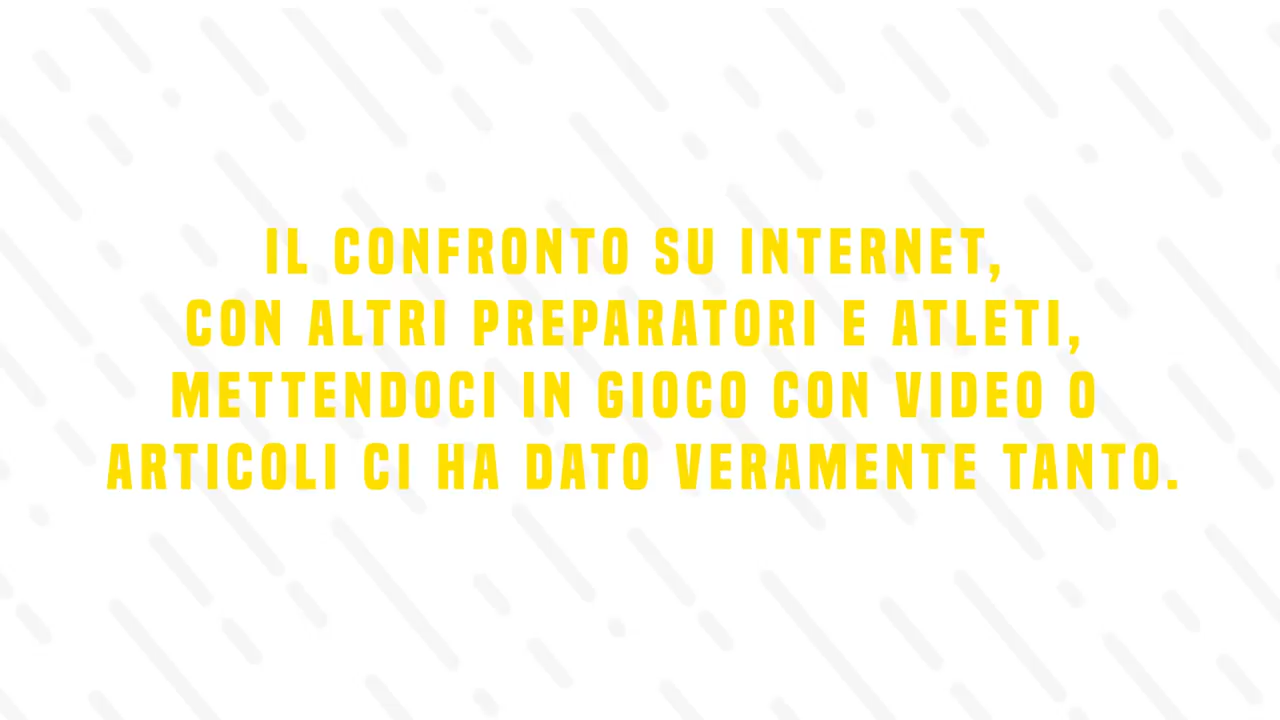 IL CONFRONTO SU INTERNET,
CON ALTRI PREPARATORI E ATLETI,
METTENDOCI IN GIOCO CON VIDEO O
ARTICOLI CI HA DATO VERAMENTE TANTO.